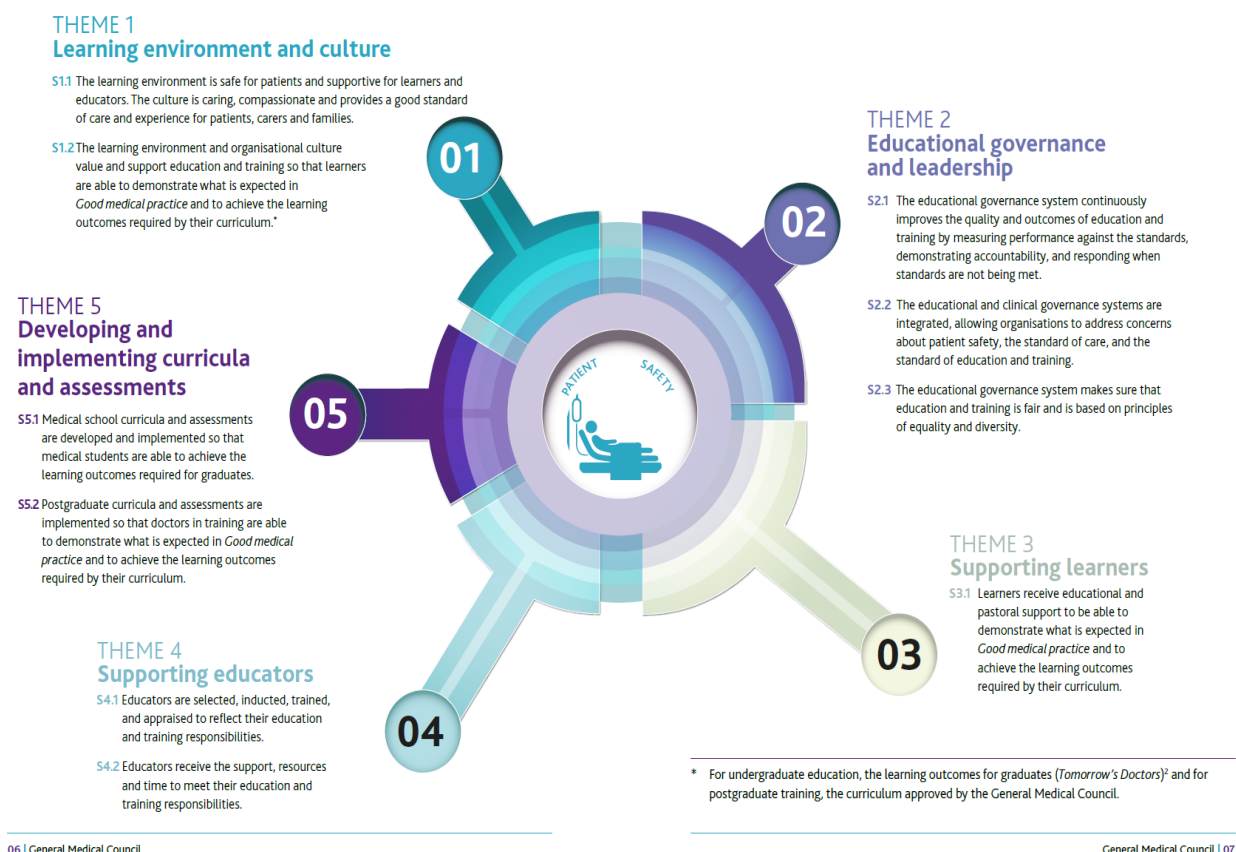 THEME 1
Learning environment and culture
S1.1 The learning environment is safe for patients and supportive for learners and
educators. The culture is caring, compassionate and provides a good standard
of care and experience for patients, carers and families.
S1.2 The learning environment and organisational culture
value and support education and training so that learners
are able to demonstrate what is expected in
Good medical practice and to achieve the learning
outcomes required by their curriculum.*
01
THEME 2
Educational governance
and leadership
S2.1 The educational governance system continuously
improves the quality and outcomes of education and
training by measuring performance against the standards,
demonstrating accountability, and responding when
standards are not being met.
S2.2 The educational and clinical governance systems are
integrated, allowing organisations to address concerns
about patient safety, the standard of care, and the
standard of education and training.
S2.3 The educational governance system makes sure that
education and training is fair and is based on principles
of equality and diversity.
02
THEME 5
Developing and
implementing curricula
and assessments
S5.1 Medical school curricula and assessments
are developed and implemented so that
medical students are able to achieve the
learning outcomes required for graduates.
S5.2 Postgraduate curricula and assessments are
implemented so that doctors in training are able
to demonstrate what is expected in Good medical
practice and to achieve the learning outcomes
required by their curriculum.
05
PATIENT SAFETY
THEME 3
Supporting learners
S3.1 Learners receive educational and
pastoral support to be able to
demonstrate what is expected in
Good medical practice and to
achieve the learning outcomes
required by their curriculum.
03
THEME 4
Supporting educators
S4.1 Educators are selected, inducted, trained,
and appraised to reflect their education
and training responsibilities.
S4.2 Educators receive the support, resources
and time to meet their education and
training responsibilities.
04
* For undergraduate education, the learning outcomes for graduates (Tomorrow's Doctors)² and for
postgraduate training, the curriculum approved by the General Medical Council.
06 | General Medical Council
General Medical Council | 07